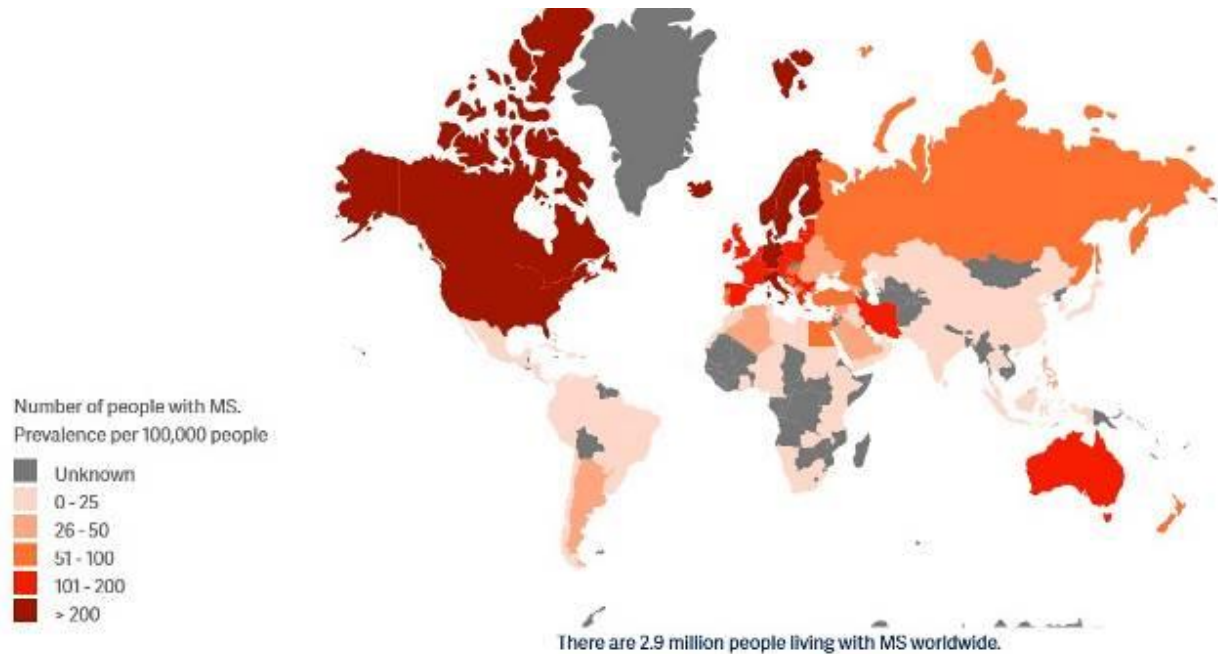 Number of people with MS.
Prevalence per 100,000 people
Unknown
0 - 25
26 - 50
51 - 100
101 - 200
> 200
There are 2.9 million people living with MS worldwide.